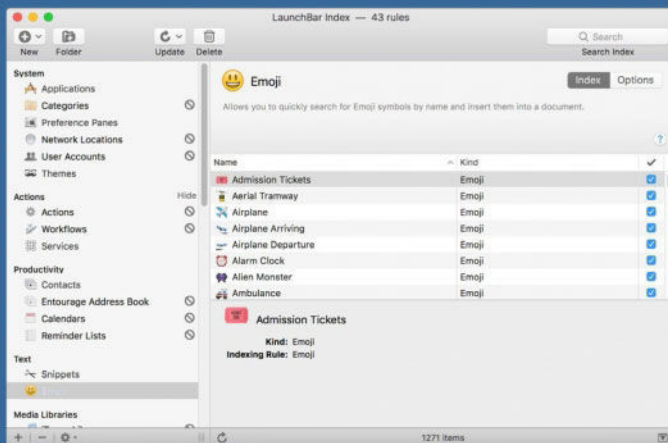 LaunchBar Index — 43 rules
New Folder Update Delete
Search
Search Index
System
Applications
Categories
Preference Panes
Network Locations
User Accounts
Themes
Actions Hide
Actions
Workflows
Services
Productivity
Contacts
Entourage Address Book
Calendars
Reminder Lists
Text
Snippets
Emoji
Media Libraries
Emoji
Index Options
Allows you to quickly search for Emoji symbols by name and insert them into a document.
?
Name Kind
Admission Tickets Emoji
Aerial Tramway Emoji
Airplane Emoji
Airplane Arriving Emoji
Airplane Departure Emoji
Alarm Clock Emoji
Alien Monster Emoji
Ambulance Emoji
Admission Tickets
Kind: Emoji
Indexing Rule: Emoji
1271 items